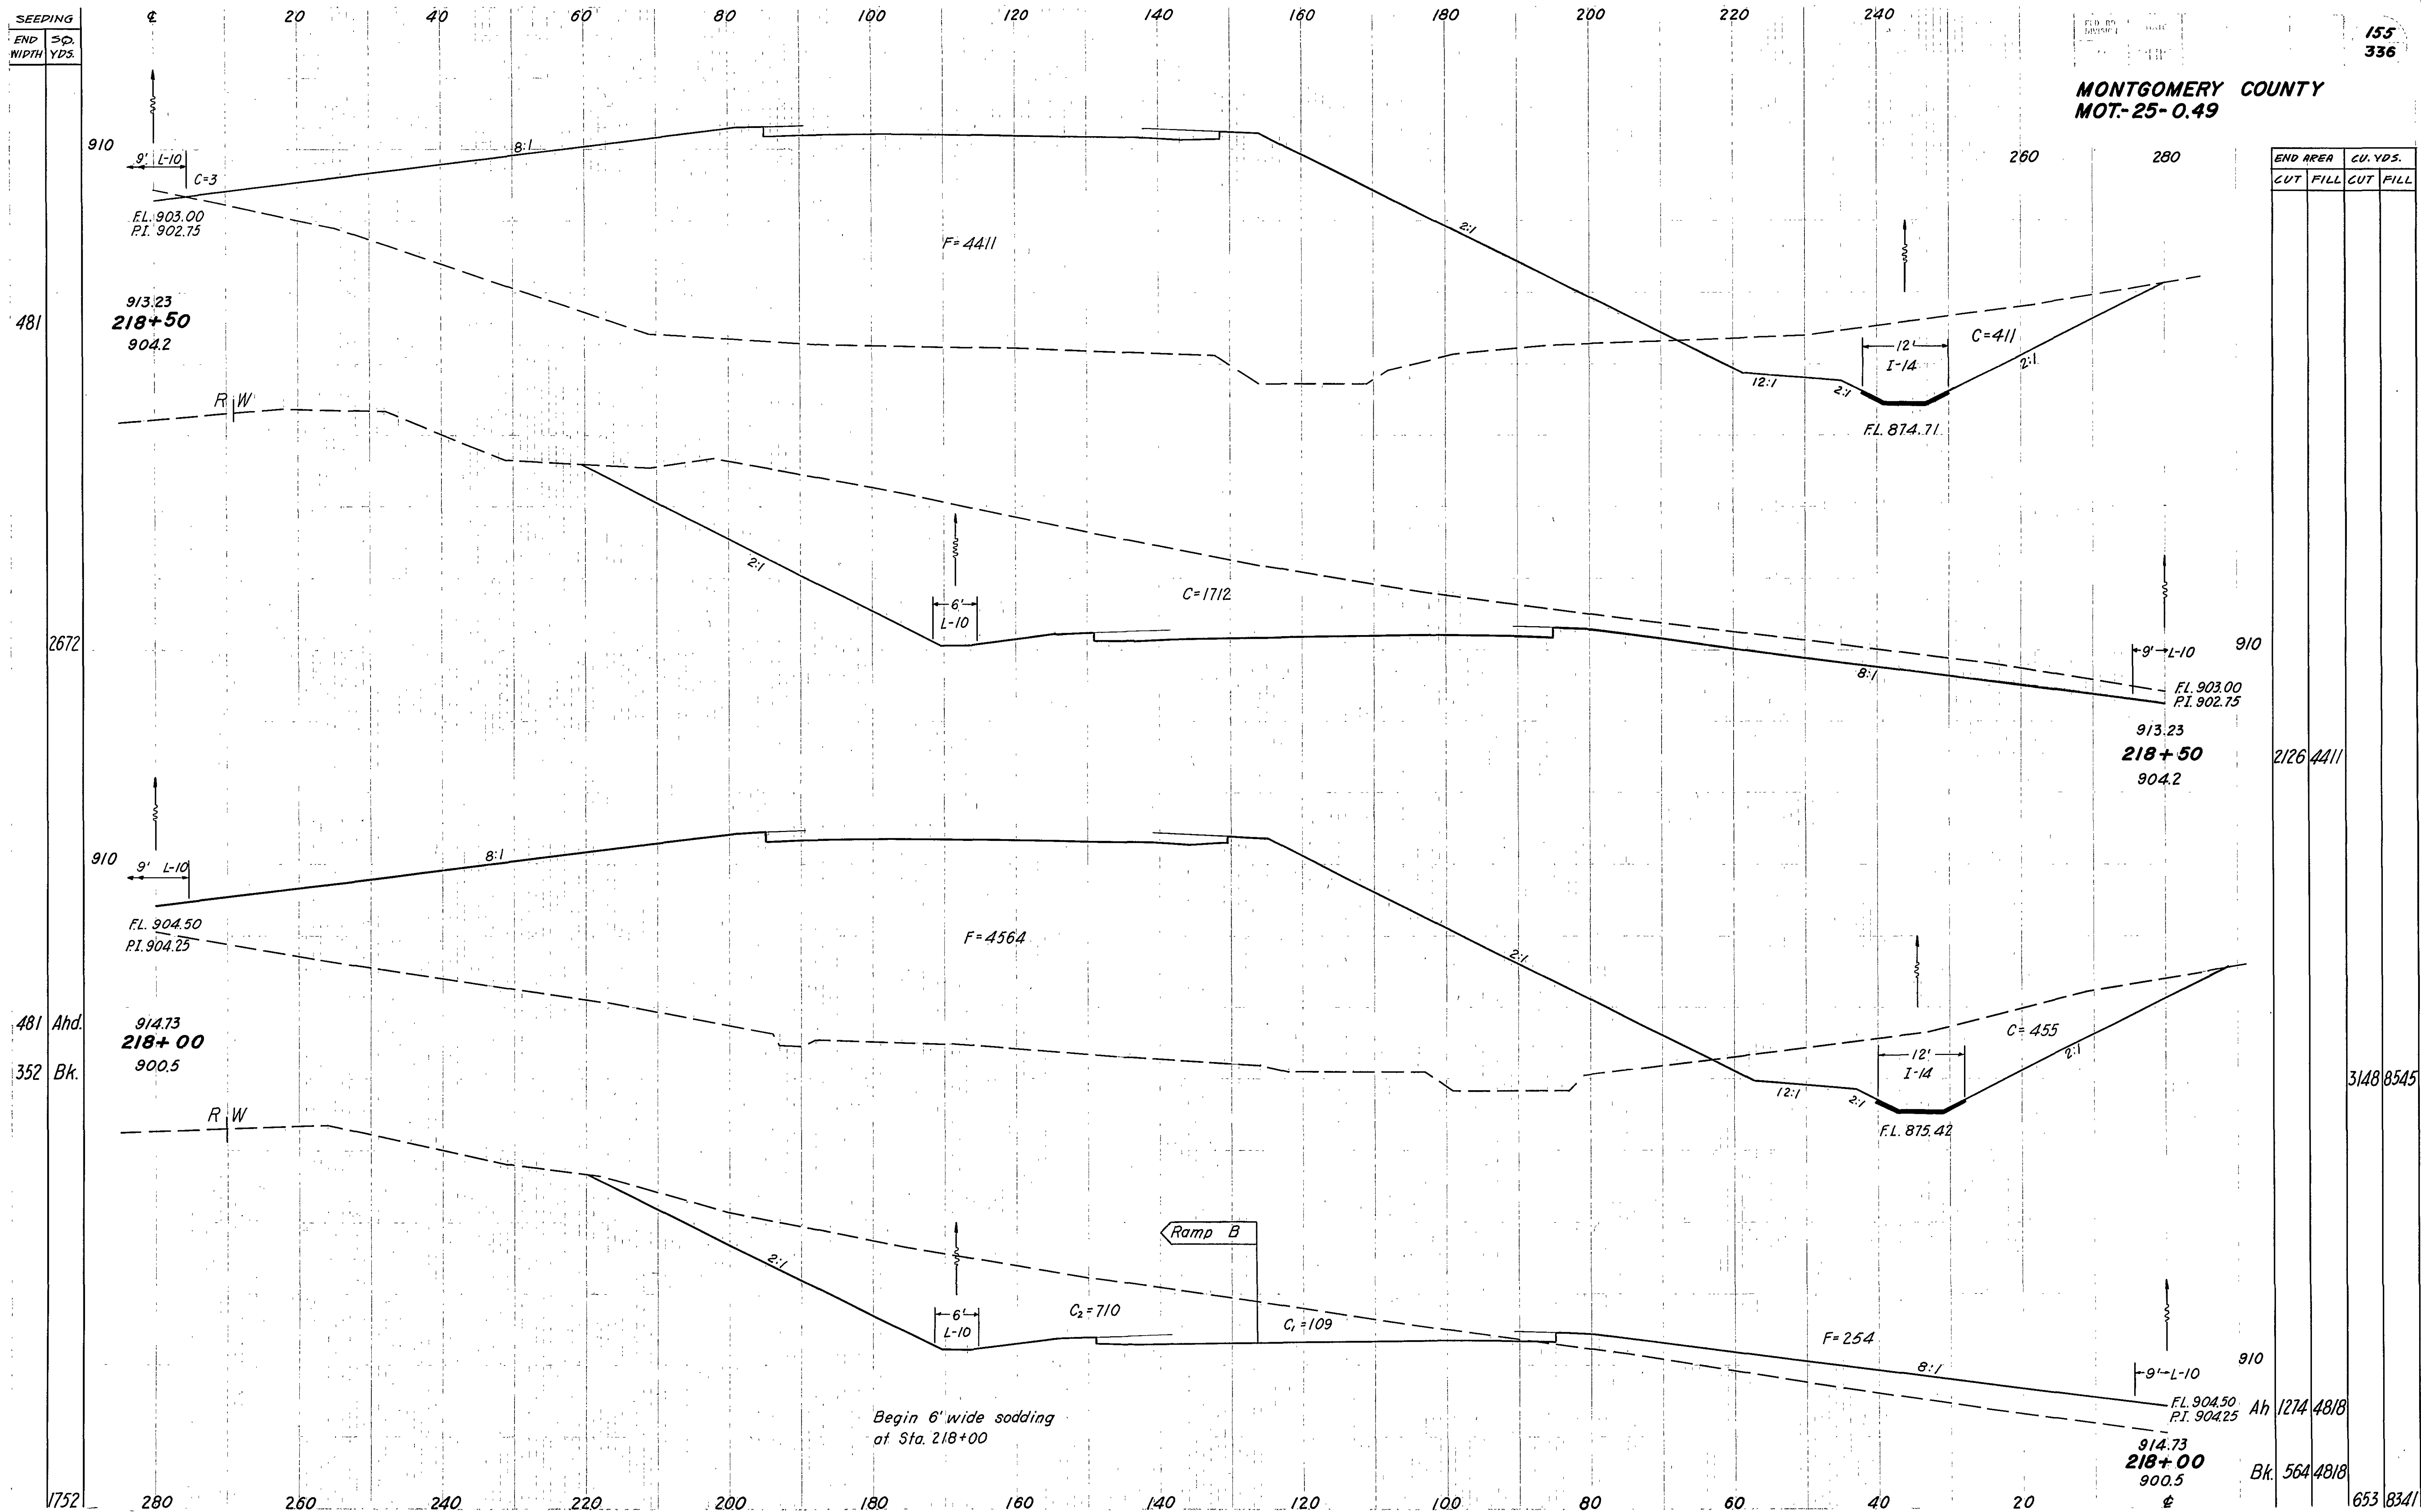 SEEDING
END WIDTH SQ. YDS.
℄ 20 40 60 80 100 120 140 160 180 200 220 240
155
336
MONTGOMERY COUNTY
MOT.-25-0.49
260 280
END AREA CU. YDS.
CUT FILL CUT FILL
910
9' L-10
C=3
8:1
F.L. 903.00
P.I. 902.75
F=4411
2:1
913.23
481
218+50
904.2
C=411
12'
I-14
12:1
2:1
2:1
F.L. 874.71
R W
2:1
6'
L-10
C=1712
2672
8:1
9' L-10
910
F.L. 903.00
P.I. 902.75
913.23
218+50
904.2
2126 4411
910
9' L-10
8:1
F.L. 904.50
P.I. 904.25
F=4564
2:1
481 Ahd.
914.73
218+00
900.5
352 Bk.
C=455
12'
I-14
12:1
2:1
2:1
F.L. 875.42
3148 8545
R W
Ramp B
2:1
6'
L-10
C₂=710
C₁=109
F=254
8:1
910
9' L-10
F.L. 904.50
P.I. 904.25
Ah 1274 4818
Begin 6' wide sodding
at Sta. 218+00
914.73
218+00
900.5
Bk. 564 4818
1752
280 260 240 220 200 180 160 140 120 100 80 60 40 20 ℄
653 8341